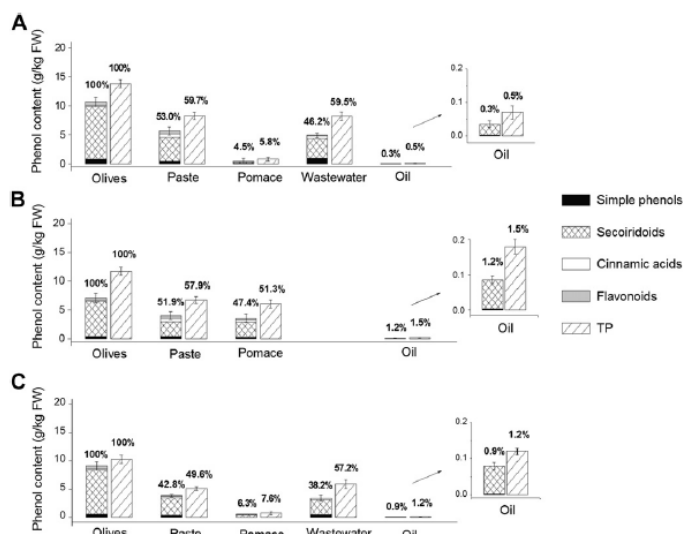 A
Phenol content (g/kg FW)
20
15
10
5
0
100%
100%
53.0%
59.7%
4.5%
5.8%
46.2%
59.5%
0.3%
0.5%
Olives
Paste
Pomace
Wastewater
Oil
0.2
0.1
0.0
0.3%
0.5%
Oil
B
Phenol content (g/kg FW)
20
15
10
5
0
100%
100%
51.9%
57.9%
47.4%
51.3%
1.2%
1.5%
Olives
Paste
Pomace
Oil
0.2
0.1
0.0
1.2%
1.5%
Oil
Simple phenols
Secoiridoids
Cinnamic acids
Flavonoids
TP
C
Phenol content (g/kg FW)
20
15
10
5
0
100%
100%
42.8%
49.6%
6.3%
7.6%
38.2%
57.2%
0.9%
1.2%
Olives
Paste
Pomace
Wastewater
Oil
0.2
0.1
0.0
0.9%
1.2%
Oil